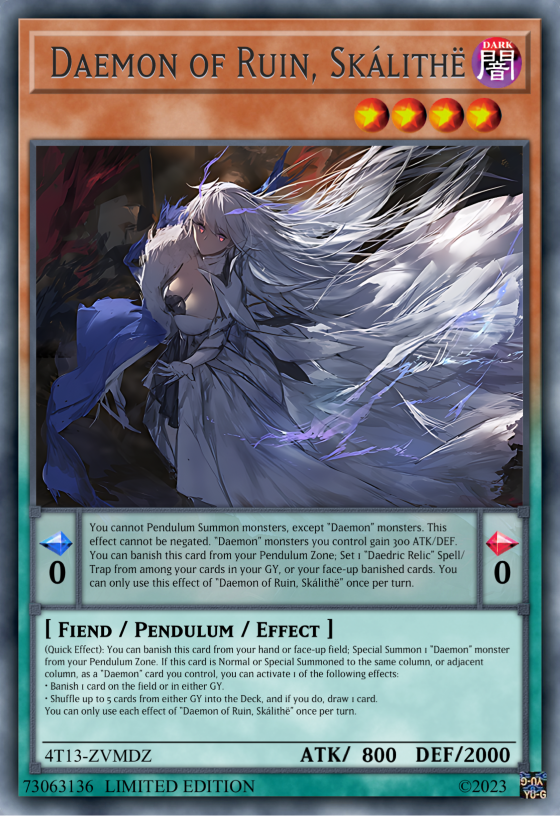 Daemon of Ruin, Skálithë
DARK
闇
You cannot Pendulum Summon monsters, except "Daemon" monsters. This
effect cannot be negated. "Daemon" monsters you control gain 300 ATK/DEF.
You can banish this card from your Pendulum Zone; Set 1 "Daedric Relic" Spell/
Trap from among your cards in your GY, or your face-up banished cards. You
can only use this effect of "Daemon of Ruin, Skálithë" once per turn.
0
0
[ Fiend / Pendulum / Effect ]
(Quick Effect): You can banish this card from your hand or face-up field; Special Summon 1 "Daemon" monster
from your Pendulum Zone. If this card is Normal or Special Summoned to the same column, or adjacent
column, as a "Daemon" card you control, you can activate 1 of the following effects:
• Banish 1 card on the field or in either GY.
• Shuffle up to 5 cards from either GY into the Deck, and if you do, draw 1 card.
You can only use each effect of "Daemon of Ruin, Skálithë" once per turn.
4T13-ZVMDZ
ATK/ 800 DEF/2000
73063136 LIMITED EDITION
©2023
YU-G
YU-G